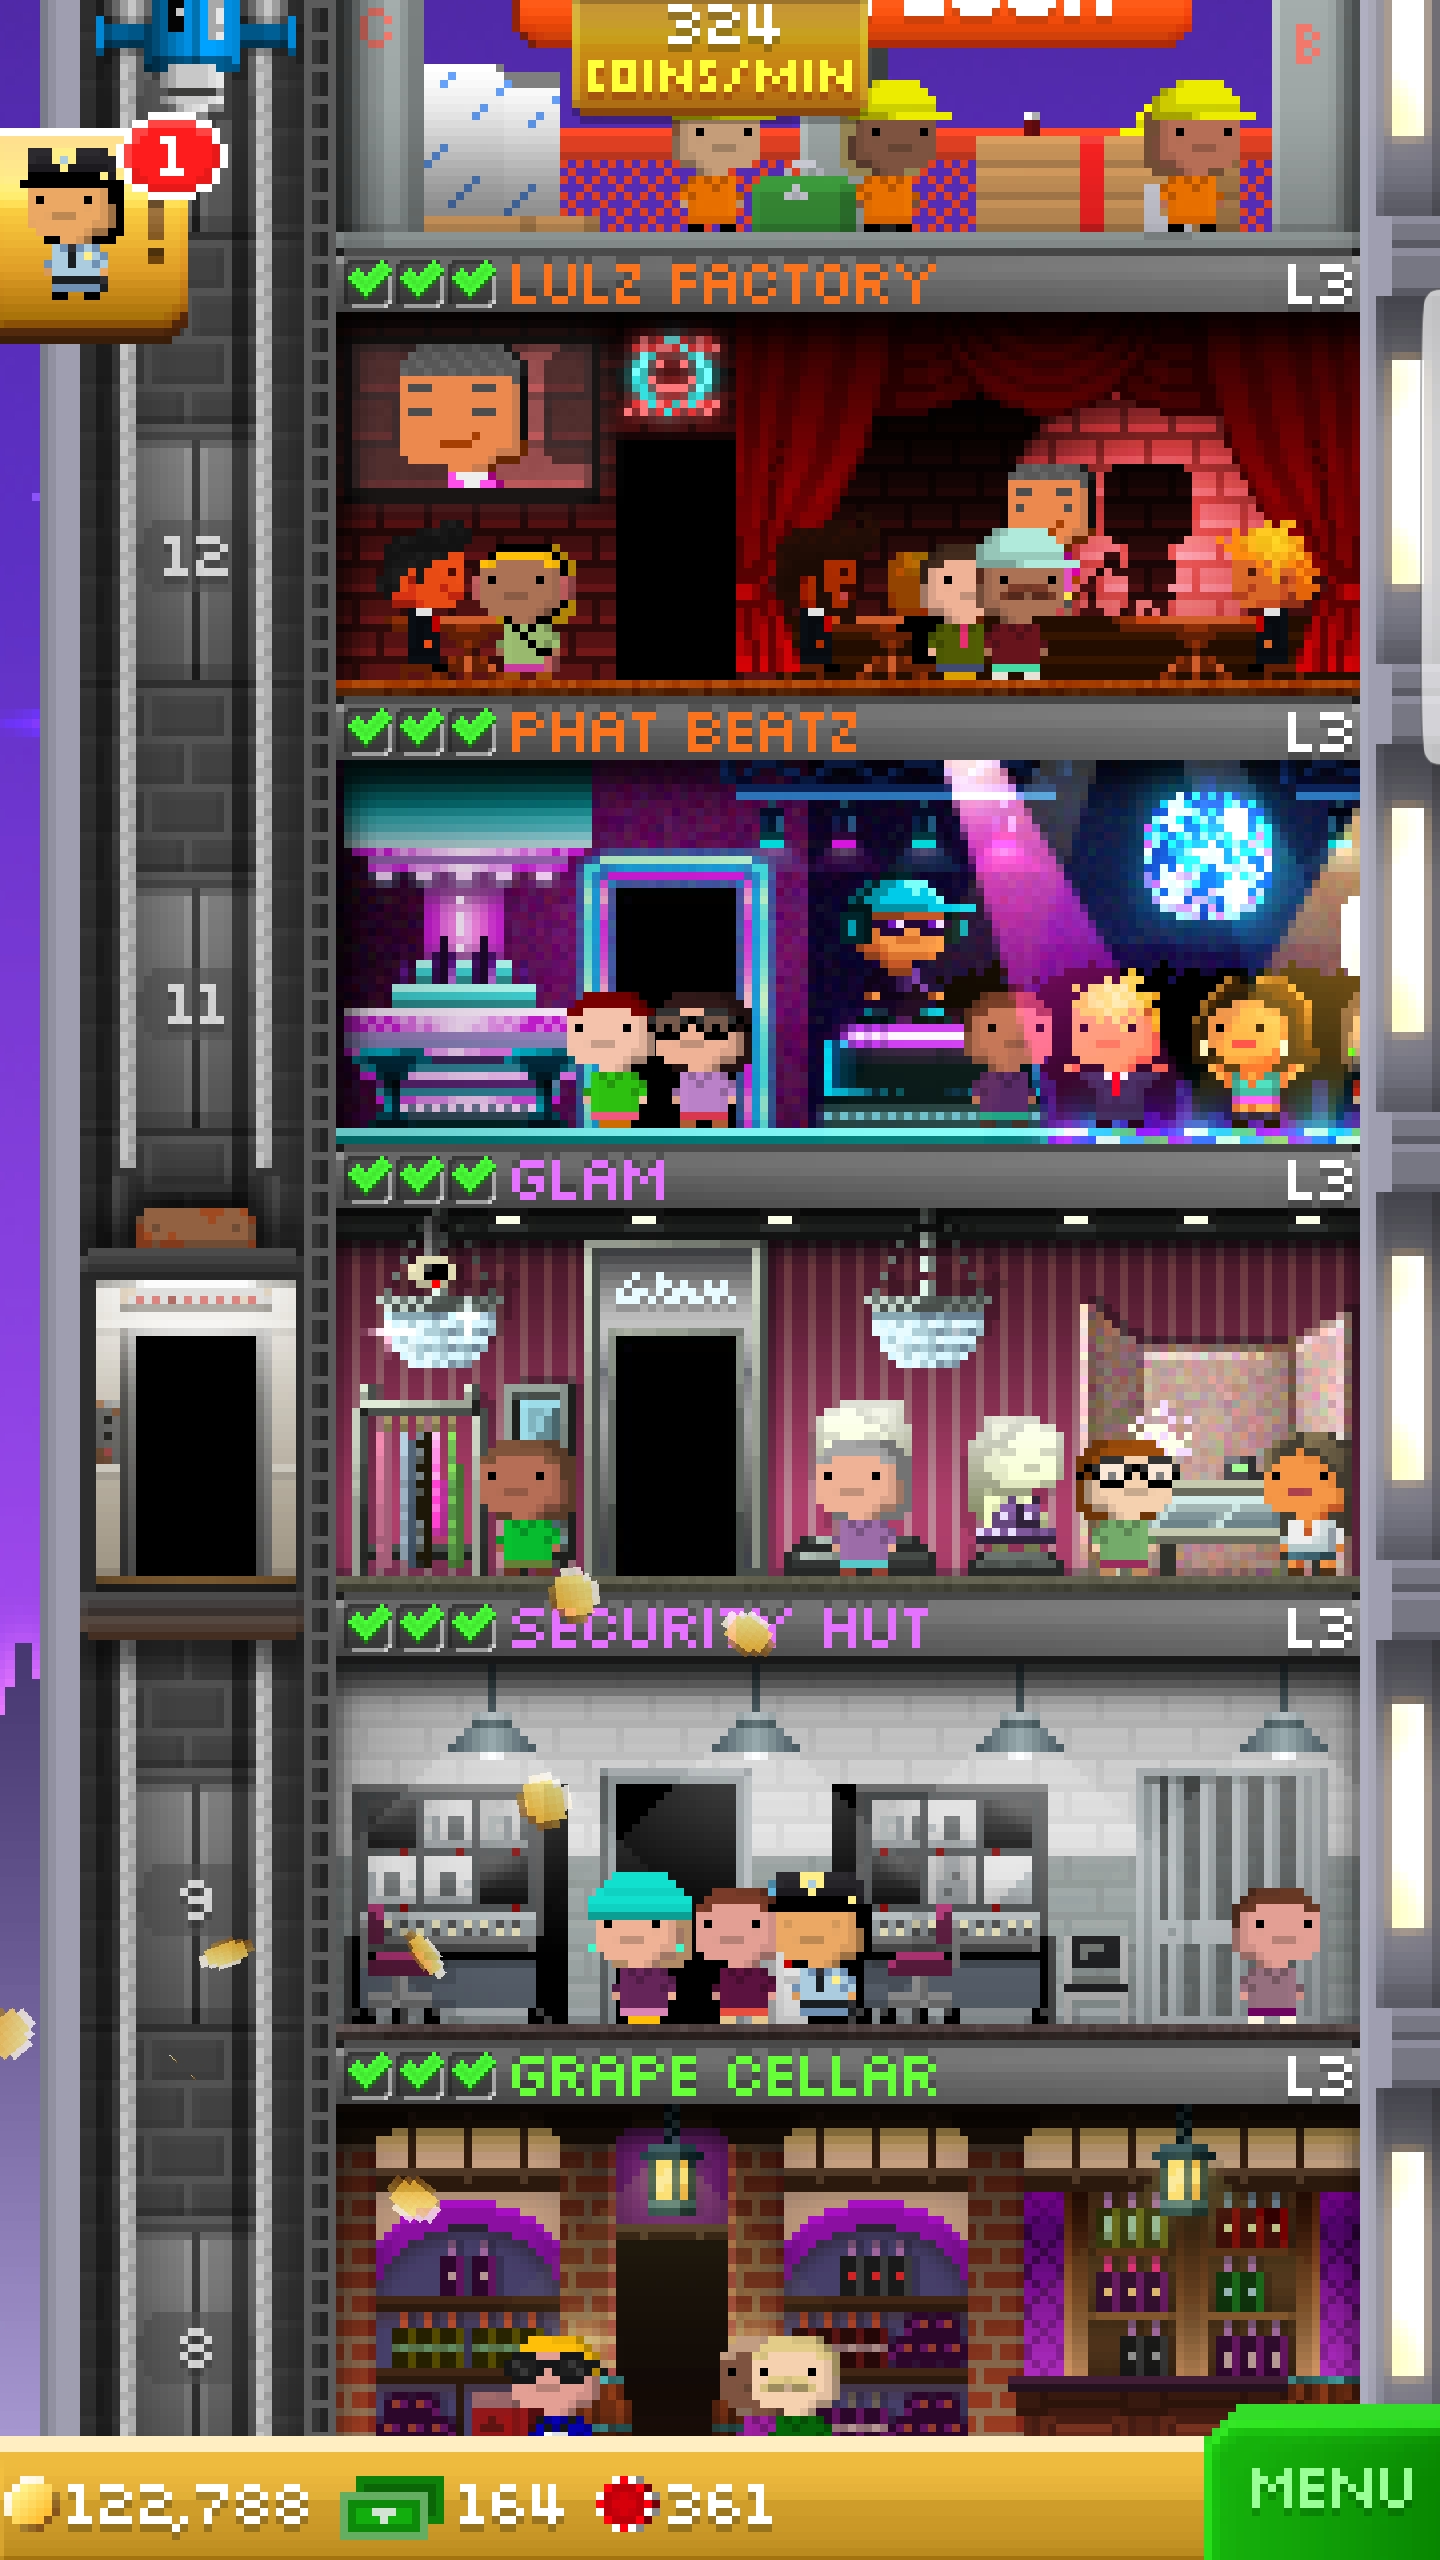 324
COINS/MIN
C
B
1
LULZ FACTORY
L3
12
PHAT BEATZ
L3
11
GLAM
L3
Glam
SECURITY HUT
L3
9
GRAPE CELLAR
L3
8
122,788
164
361
MENU